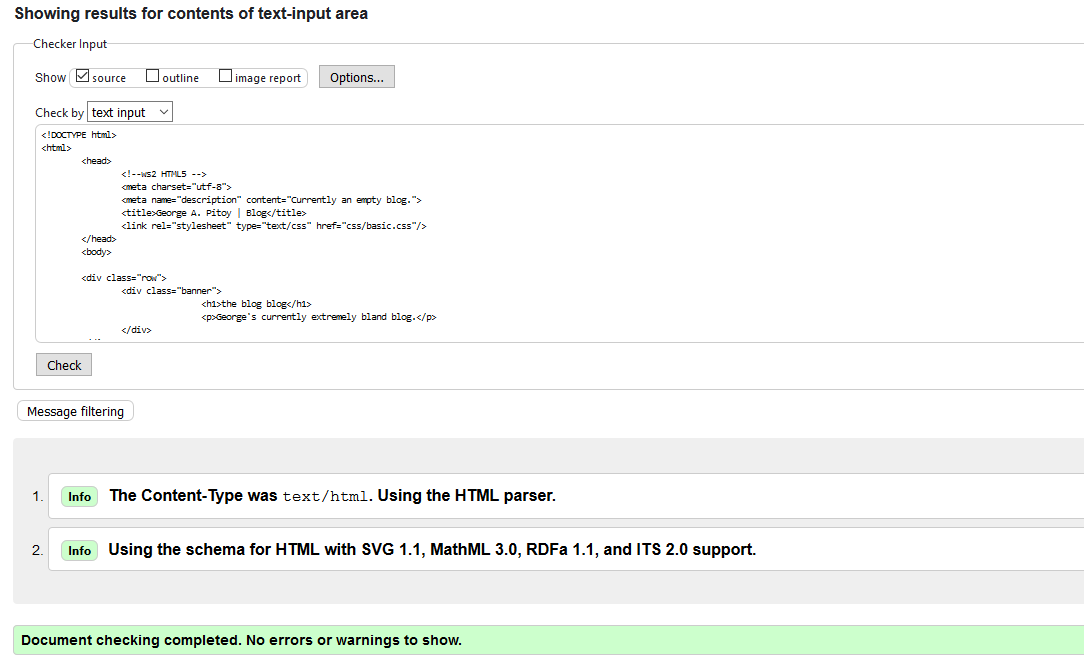 Showing results for contents of text-input area
Checker Input
Show source outline image report Options...
Check by text input
<!DOCTYPE html>
<html>
<head>
<!--ws2 HTML5 -->
<meta charset="utf-8">
<meta name="description" content="Currently an empty blog.">
<title>George A. Pitoy | Blog</title>
<link rel="stylesheet" type="text/css" href="css/basic.css"/>
</head>
<body>
<div class="row">
<div class="banner">
<h1>the blog blog</h1>
<p>George's currently extremely bland blog.</p>
</div>
Check
Message filtering
1. Info The Content-Type was text/html. Using the HTML parser.
2. Info Using the schema for HTML with SVG 1.1, MathML 3.0, RDFa 1.1, and ITS 2.0 support.
Document checking completed. No errors or warnings to show.